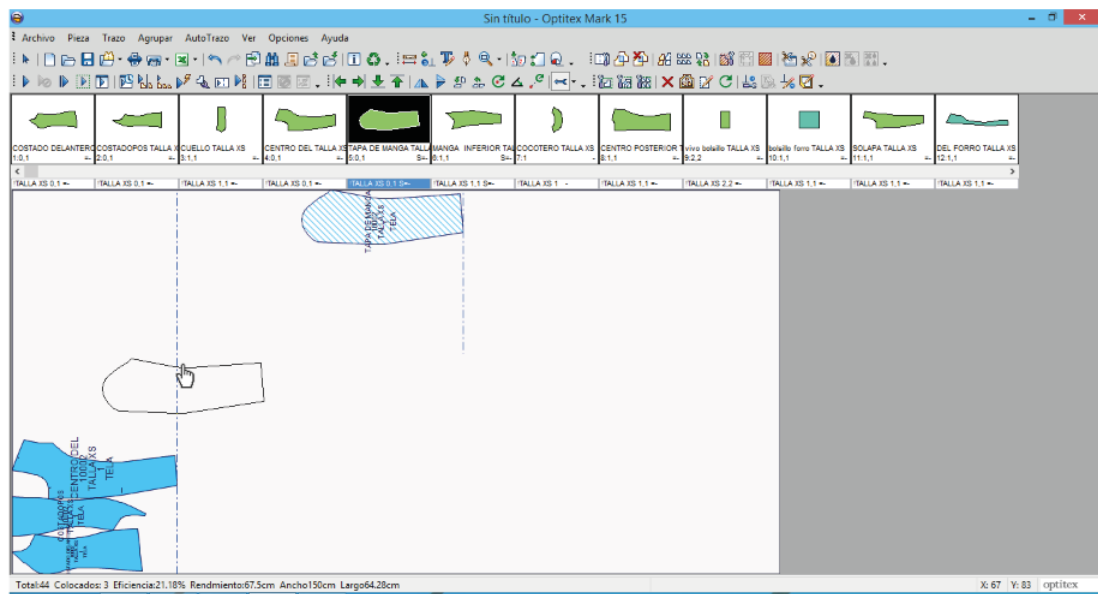 Sin título - Optitex Mark 15
Archivo Pieza Trazo Agrupar AutoTrazo Ver Opciones Ayuda
COSTADO DELANTERO COSTADOPOS TALLA X CUELLO TALLA XS CENTRO DEL TALLA XS TAPA DE MANGA TALLA MANGA INFERIOR TAL COCOTERO TALLA XS CENTRO POSTERIOR T vivo bolsillo TALLA XS bolsillo forro TALLA XS SOLAPA TALLA XS DEL FORRO TALLA XS
1:0,1 2:0,1 3:1,1 4:0,1 5:0,1 6:1,1 7:1 8:1,1 9:2,2 10:1,1 11:1,1 12:1,1
TALLA XS 0,1 TALLA XS 0,1 TALLA XS 1,1 TALLA XS 0,1 TALLA XS 0,1 TALLA XS 1,1 TALLA XS 1 TALLA XS 1,1 TALLA XS 2,2 TALLA XS 1,1 TALLA XS 1,1 TALLA XS 1,1
TAPA DE MANGA
10002
TALLA XS
TELA
CENTRO DEL
10002
TALLA XS
1
TELA
COSTADOPOS
TELA
Total:44 Colocados: 3 Eficiencia:21.18% Rendmiento:67.5cm Ancho150cm Largo64.28cm
X: 67 Y: 83 optitex